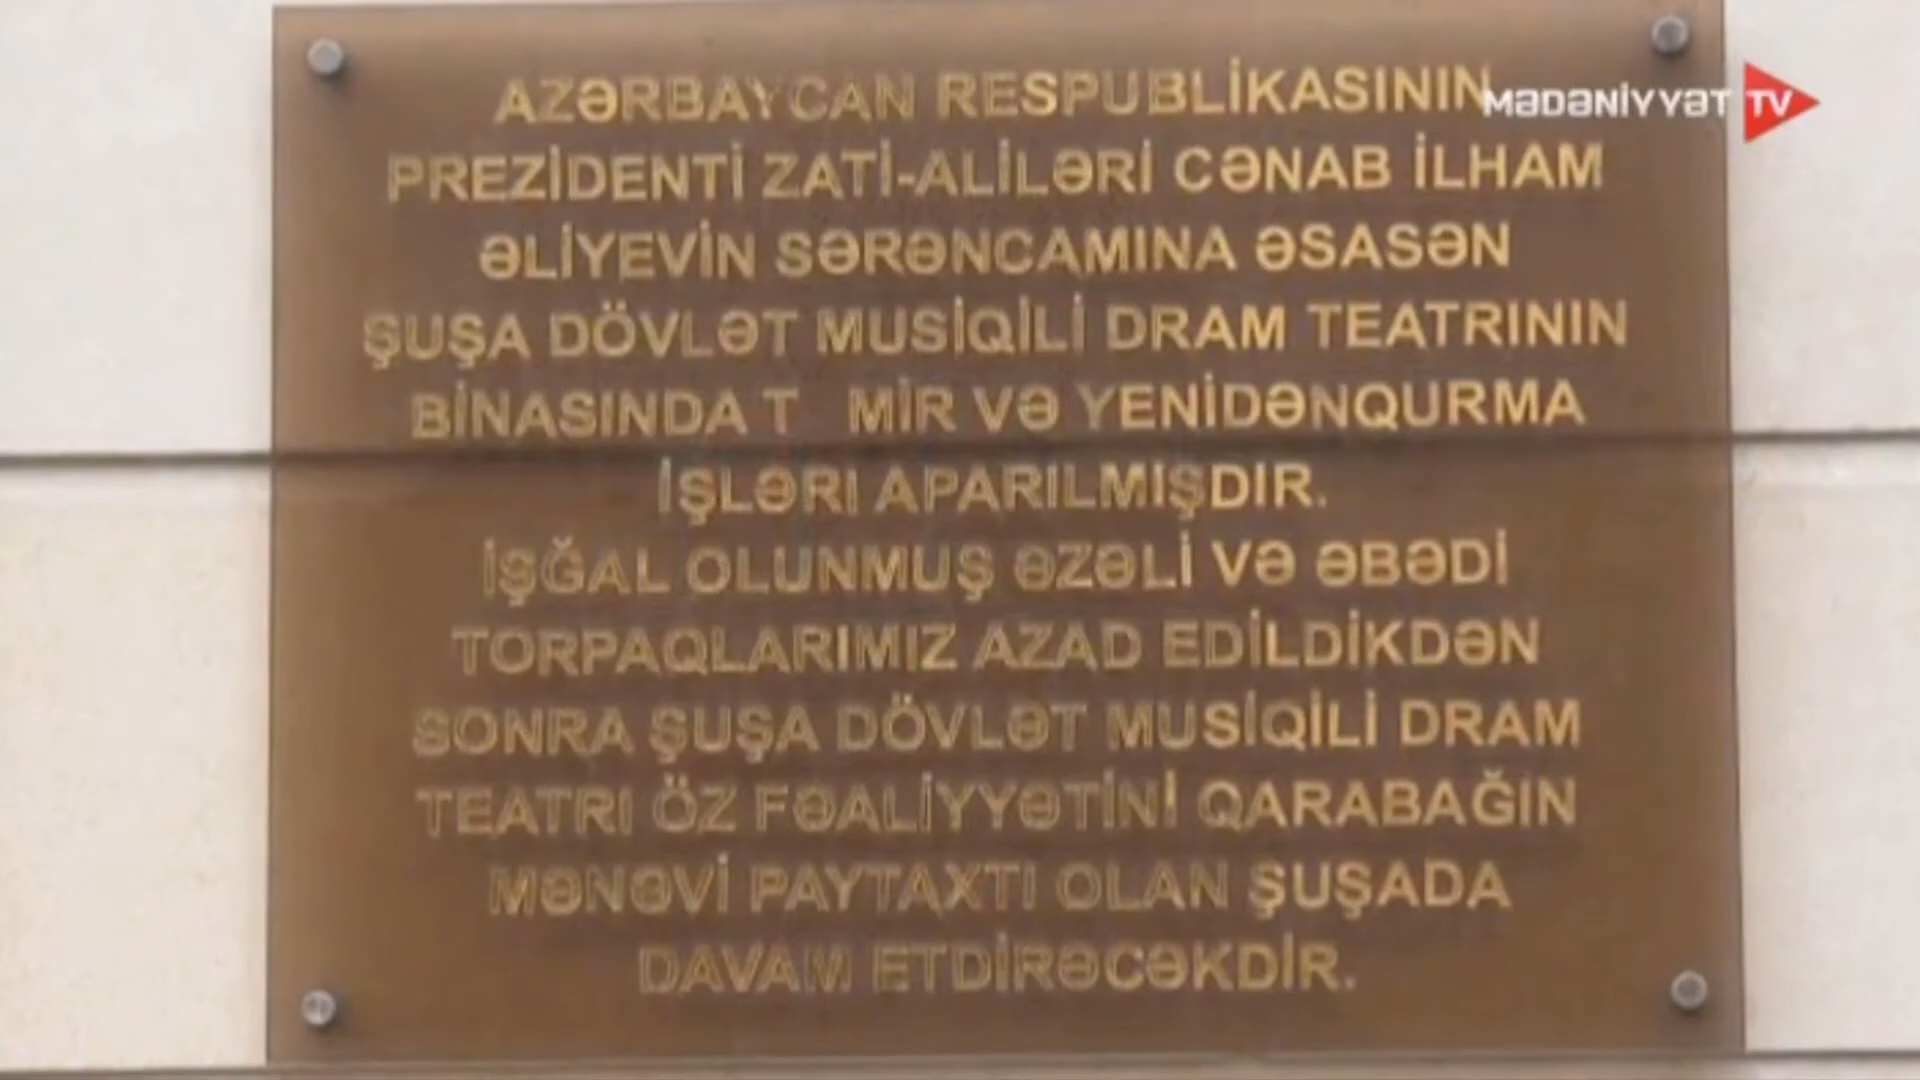 AZƏRBAYCAN RESPUBLİKASININ
MƏDƏNİYYƏT TV
PREZİDENTİ ZATİ-ALİLƏRİ CƏNAB İLHAM
ƏLİYEVİN SƏRƏNCAMINA ƏSASƏN
ŞUŞA DÖVLƏT MUSİQİLİ DRAM TEATRININ
BİNASINDA T MİR VƏ YENİDƏNQURMA
İŞLƏRI APARILMIŞDIR.
İŞĞAL OLUNMUŞ ƏZƏLİ VƏ ƏBƏDİ
TORPAQLARIMIZ AZAD EDİLDİKDƏN
SONRA ŞUŞA DÖVLƏT MUSİQİLİ DRAM
TEATRI ÖZ FƏALİYYƏTİNİ QARABAĞIN
MƏNƏVİ PAYTAXTI OLAN ŞUŞADA
DAVAM ETDİRƏCƏKDİR.